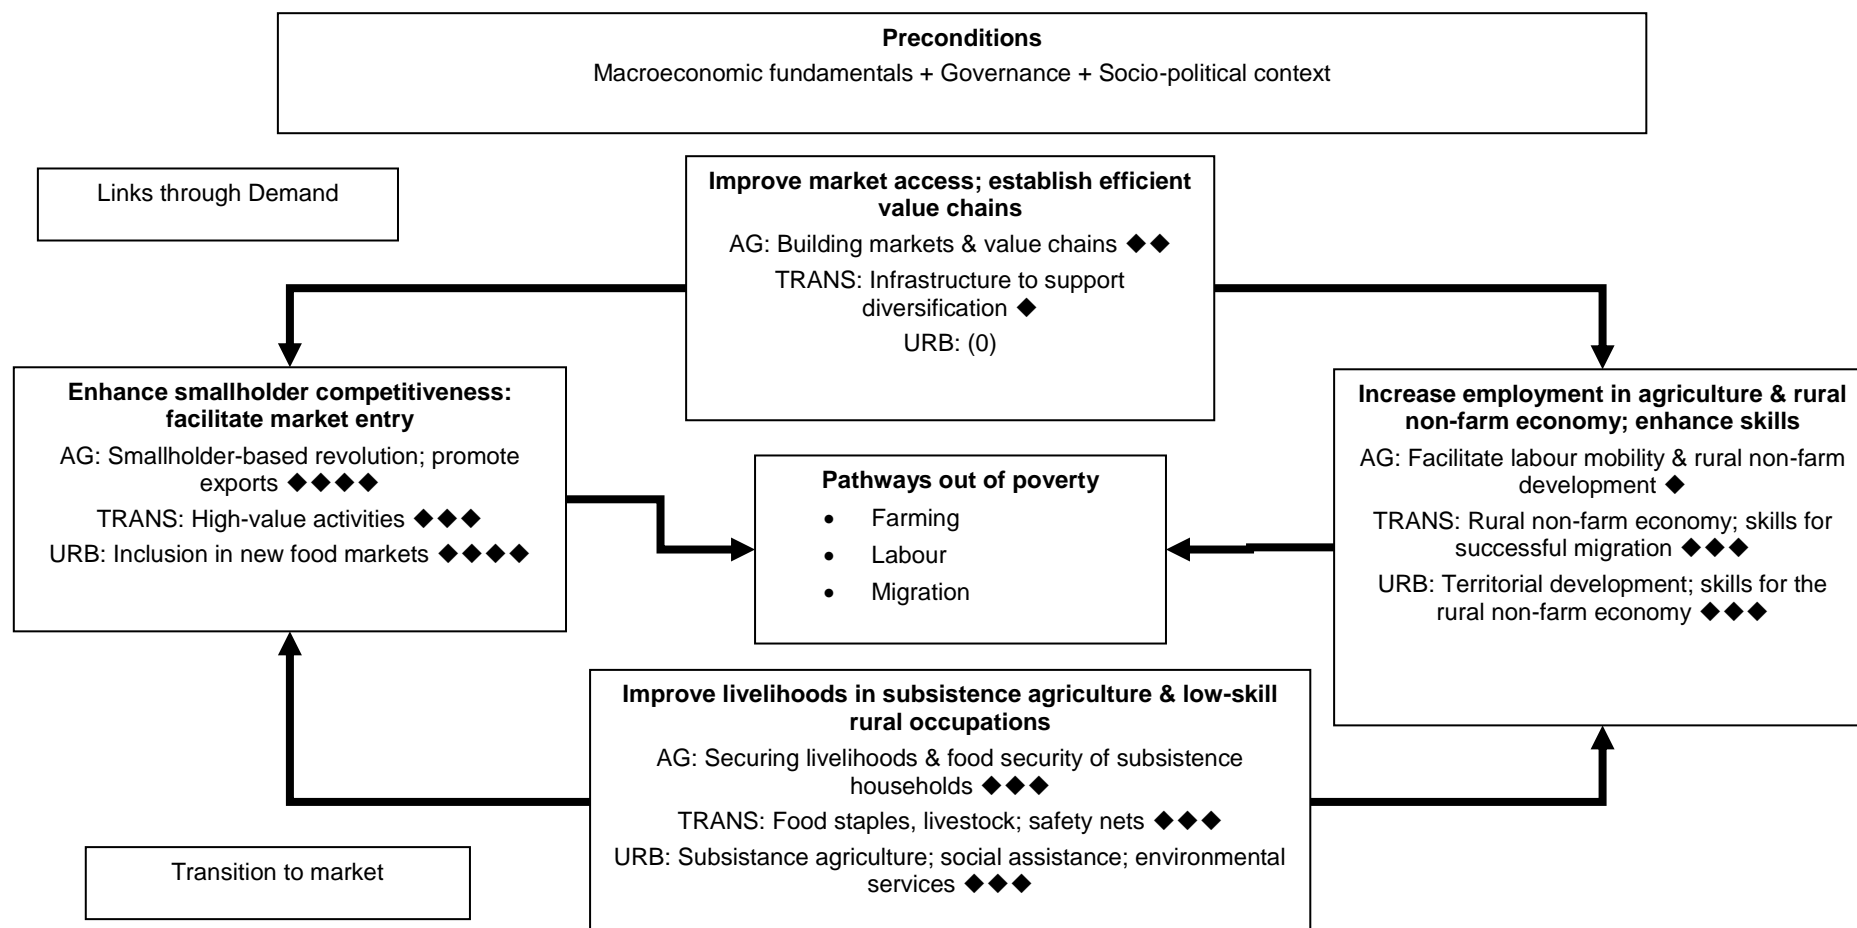 Preconditions
Macroeconomic fundamentals + Governance + Socio-political context
Links through Demand
Improve market access; establish efficient
value chains
AG: Building markets & value chains ◆◆
TRANS: Infrastructure to support
diversification ◆
URB: (0)
Enhance smallholder competitiveness:
facilitate market entry
AG: Smallholder-based revolution; promote
exports ◆◆◆◆
TRANS: High-value activities ◆◆◆
URB: Inclusion in new food markets ◆◆◆◆
Pathways out of poverty
• Farming
• Labour
• Migration
Increase employment in agriculture & rural
non-farm economy; enhance skills
AG: Facilitate labour mobility & rural non-farm
development ◆
TRANS: Rural non-farm economy; skills for
successful migration ◆◆◆
URB: Territorial development; skills for the
rural non-farm economy ◆◆◆
Improve livelihoods in subsistence agriculture & low-skill
rural occupations
AG: Securing livelihoods & food security of subsistence
households ◆◆◆
TRANS: Food staples, livestock; safety nets ◆◆◆
URB: Subsistance agriculture; social assistance; environmental
services ◆◆◆
Transition to market